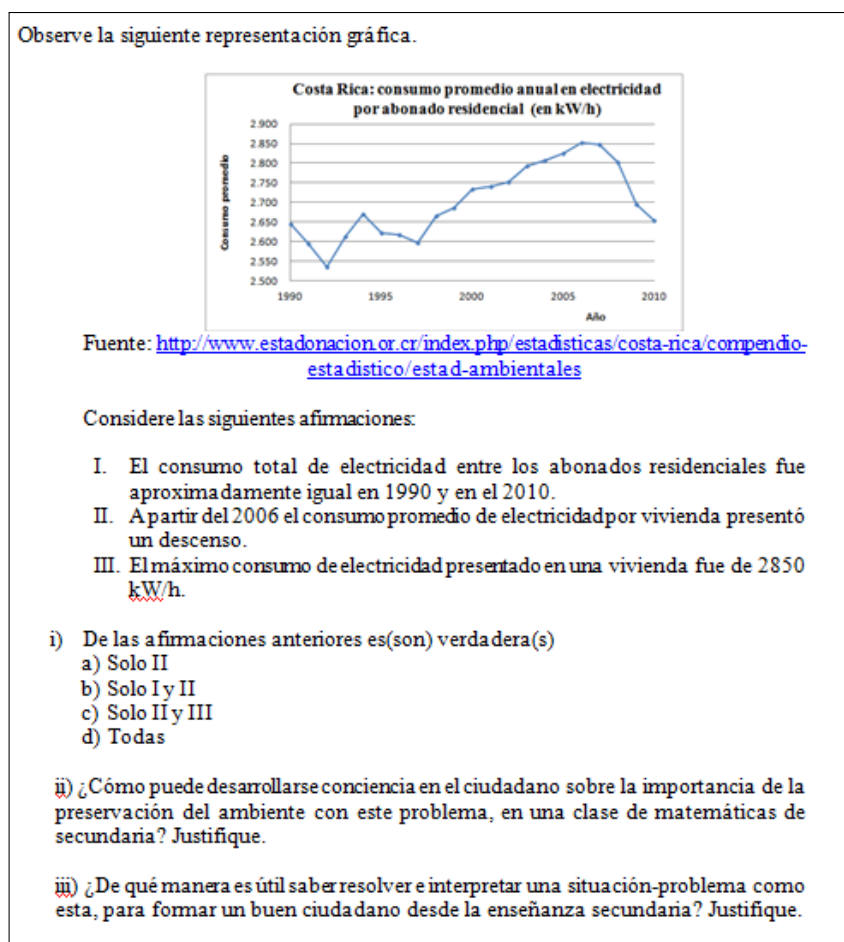 Observe la siguiente representación gráfica.
Costa Rica: consumo promedio anual en electricidad
por abonado residencial (en kW/h)
2.900
2.850
2.800
2.750
2.700
2.650
2.600
2.550
2.500
Consumo promedio
1990
1995
2000
2005
2010
Año
Fuente: http://www.estadonacion.or.cr/index.php/estadisticas/costa-rica/compendio-
estadistico/estad-ambientales
Considere las siguientes afirmaciones:
I. El consumo total de electricidad entre los abonados residenciales fue
aproximadamente igual en 1990 y en el 2010.
II. A partir del 2006 el consumo promedio de electricidad por vivienda presentó
un descenso.
III. El máximo consumo de electricidad presentado en una vivienda fue de 2850
kW/h.
i) De las afirmaciones anteriores es(son) verdadera(s)
a) Solo II
b) Solo I y II
c) Solo II y III
d) Todas
ii) ¿Cómo puede desarrollarse conciencia en el ciudadano sobre la importancia de la
preservación del ambiente con este problema, en una clase de matemáticas de
secundaria? Justifique.
iii) ¿De qué manera es útil saber resolver e interpretar una situación-problema como
esta, para formar un buen ciudadano desde la enseñanza secundaria? Justifique.